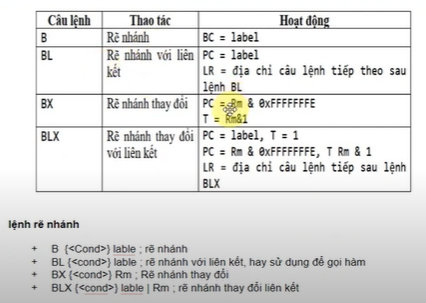 Câu lệnh Thao tác Hoạt động
B Rẽ nhánh BC = label
BL Rẽ nhánh với liên kết PC = label
LR = địa chỉ câu lệnh tiếp theo sau lệnh BL
BX Rẽ nhánh thay đổi PC = Rm & 0xFFFFFFFE
T = Rm&1
BLX Rẽ nhánh thay đổi với liên kết PC = label, T = 1
PC = Rm & 0xFFFFFFFE, T Rm & 1
LR = địa chỉ câu lệnh tiếp sau lệnh BLX
lệnh rẽ nhánh
+ B {<Cond>} lable ; rẽ nhánh
+ BL {<cond>} lable ; rẽ nhánh với liên kết, hay sử dụng để gọi hàm
+ BX {<cond>} Rm ; Rẽ nhánh thay đổi
+ BLX {<cond>} lable | Rm ; rẽ nhánh thay đổi liên kết